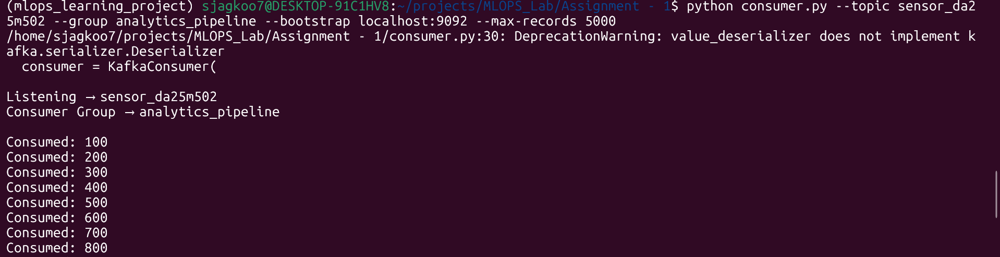 (mlops_learning_project) sjagkoo7@DESKTOP-91C1HV8:~/projects/MLOPS_Lab/Assignment - 1$ python consumer.py --topic sensor_da2
5m502 --group analytics_pipeline --bootstrap localhost:9092 --max-records 5000
/home/sjagkoo7/projects/MLOPS_Lab/Assignment - 1/consumer.py:30: DeprecationWarning: value_deserializer does not implement k
afka.serializer.Deserializer
  consumer = KafkaConsumer(

Listening → sensor_da25m502
Consumer Group → analytics_pipeline

Consumed: 100
Consumed: 200
Consumed: 300
Consumed: 400
Consumed: 500
Consumed: 600
Consumed: 700
Consumed: 800